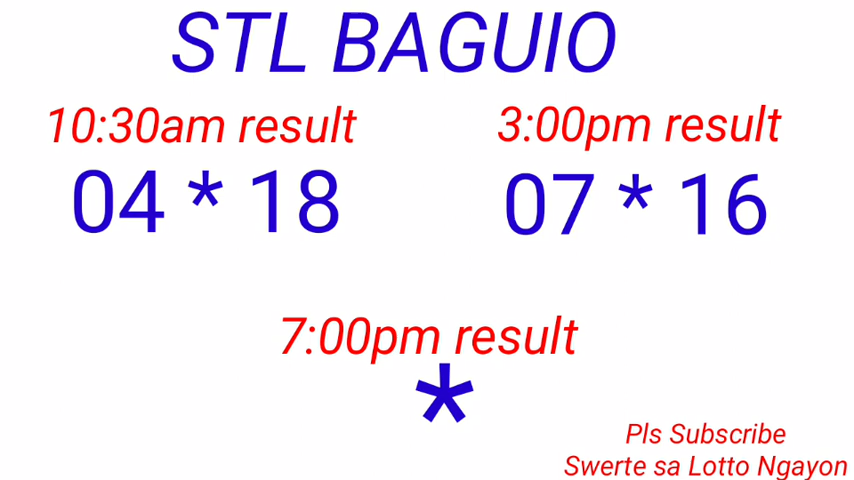 STL BAGUIO
10:30am result
3:00pm result
04 * 18
07 * 16
7:00pm result
*
Pls Subscribe
Swerte sa Lotto Ngayon